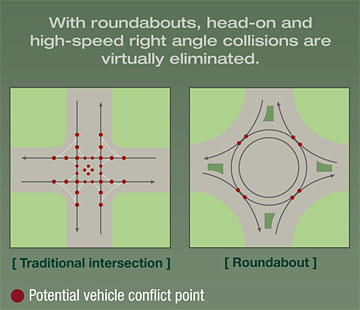 With roundabouts, head-on and
high-speed right angle collisions are
virtually eliminated.
[ Traditional intersection ]
[ Roundabout ]
Potential vehicle conflict point